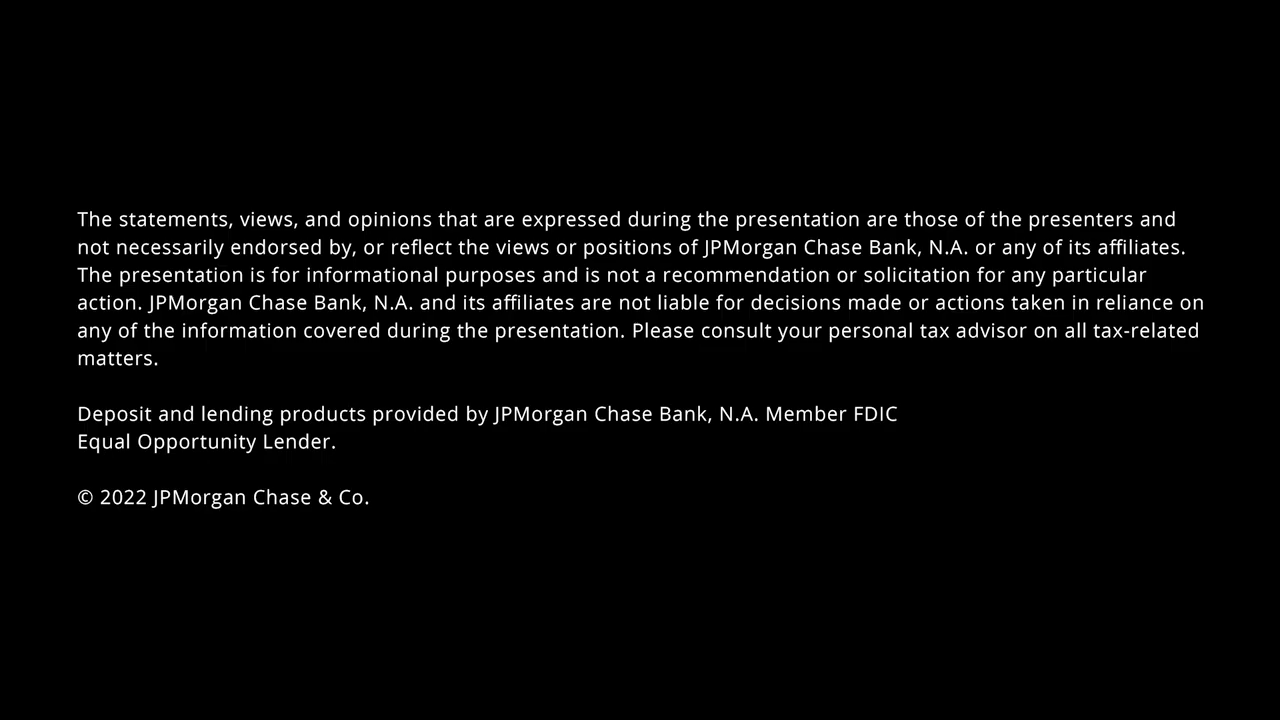 The statements, views, and opinions that are expressed during the presentation are those of the presenters and
not necessarily endorsed by, or reflect the views or positions of JPMorgan Chase Bank, N.A. or any of its affiliates.
The presentation is for informational purposes and is not a recommendation or solicitation for any particular
action. JPMorgan Chase Bank, N.A. and its affiliates are not liable for decisions made or actions taken in reliance on
any of the information covered during the presentation. Please consult your personal tax advisor on all tax-related
matters.
Deposit and lending products provided by JPMorgan Chase Bank, N.A. Member FDIC
Equal Opportunity Lender.
© 2022 JPMorgan Chase & Co.